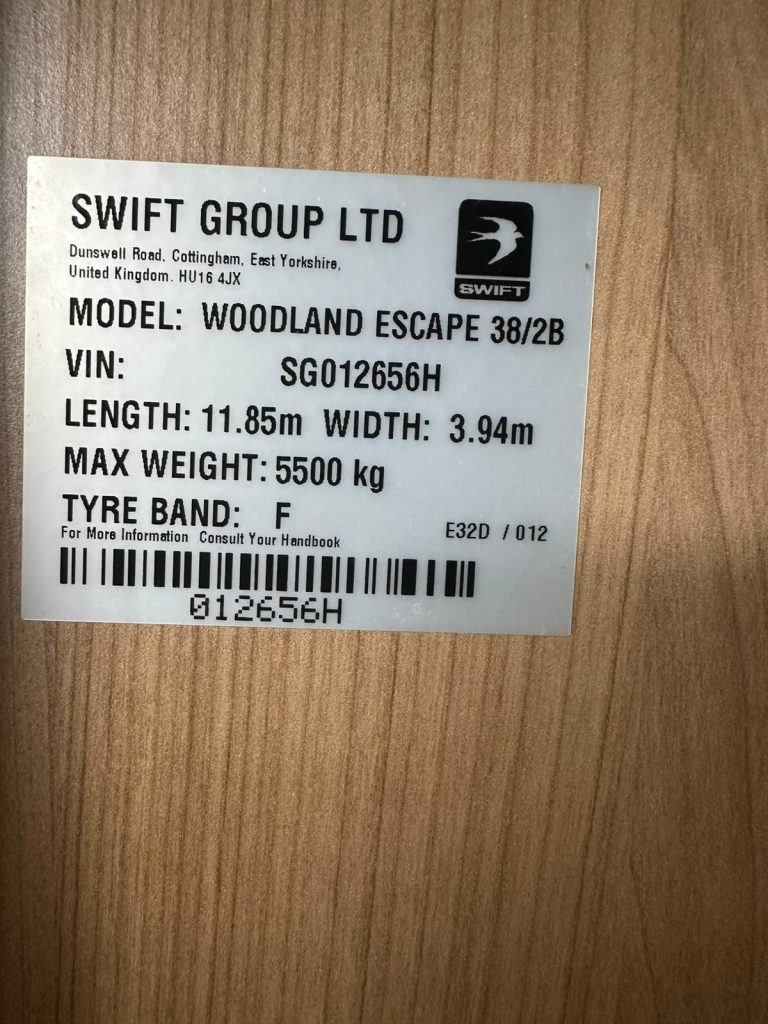 SWIFT GROUP LTD
SWIFT
Dunswell Road, Cottingham, East Yorkshire,
United Kingdom. HU16 4JX
MODEL: WOODLAND ESCAPE 38/2B
VIN: SG012656H
LENGTH: 11.85m WIDTH: 3.94m
MAX WEIGHT: 5500 kg
TYRE BAND: F
For More Information Consult Your Handbook
E32D / 012
012656H